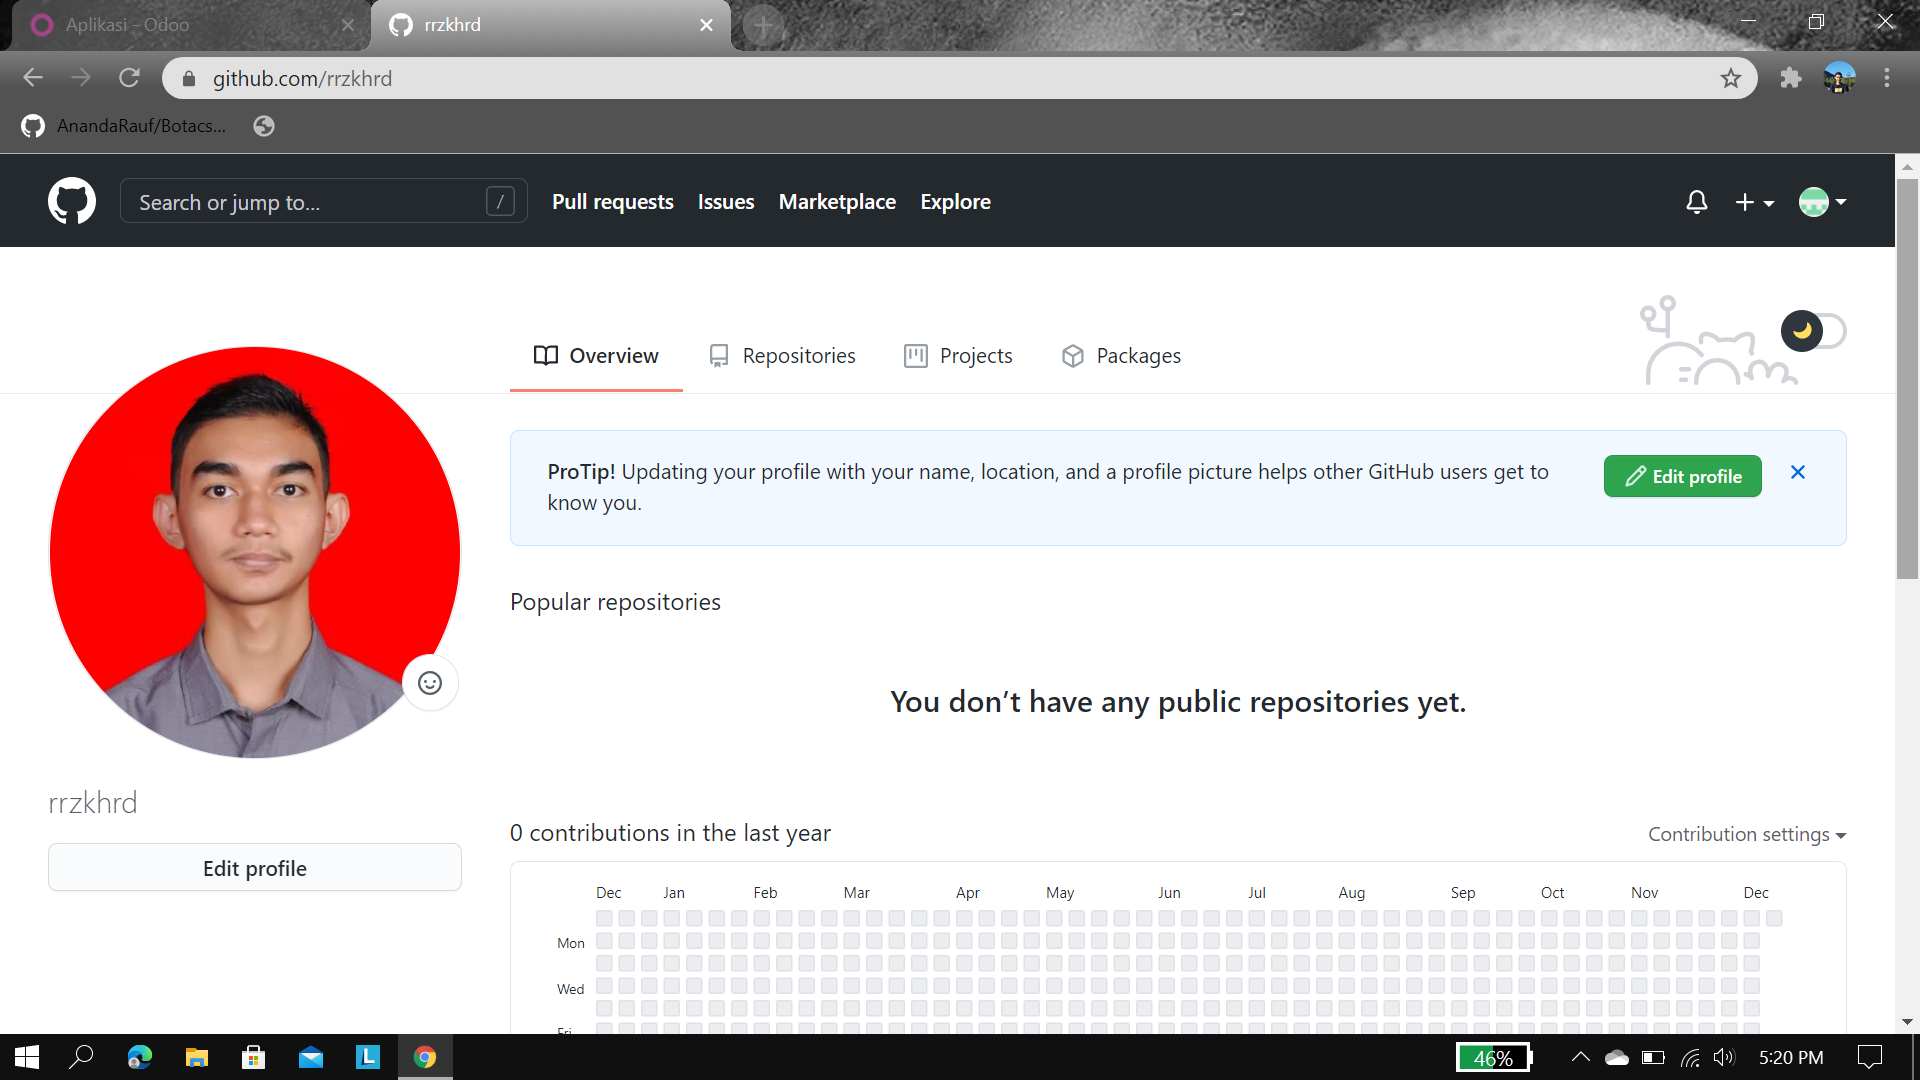 Aplikasi - Odoo
rrzkhrd
github.com/rrzkhrd
AnandaRauf/Botacs...
Search or jump to...
/
Pull requests
Issues
Marketplace
Explore
Overview
Repositories
Projects
Packages
ProTip! Updating your profile with your name, location, and a profile picture helps other GitHub users get to
know you.
Edit profile
Popular repositories
You don’t have any public repositories yet.
rrzkhrd
Edit profile
0 contributions in the last year
Contribution settings
Dec Jan Feb Mar Apr May Jun Jul Aug Sep Oct Nov Dec
Mon
Wed
Fri
46%
5:20 PM